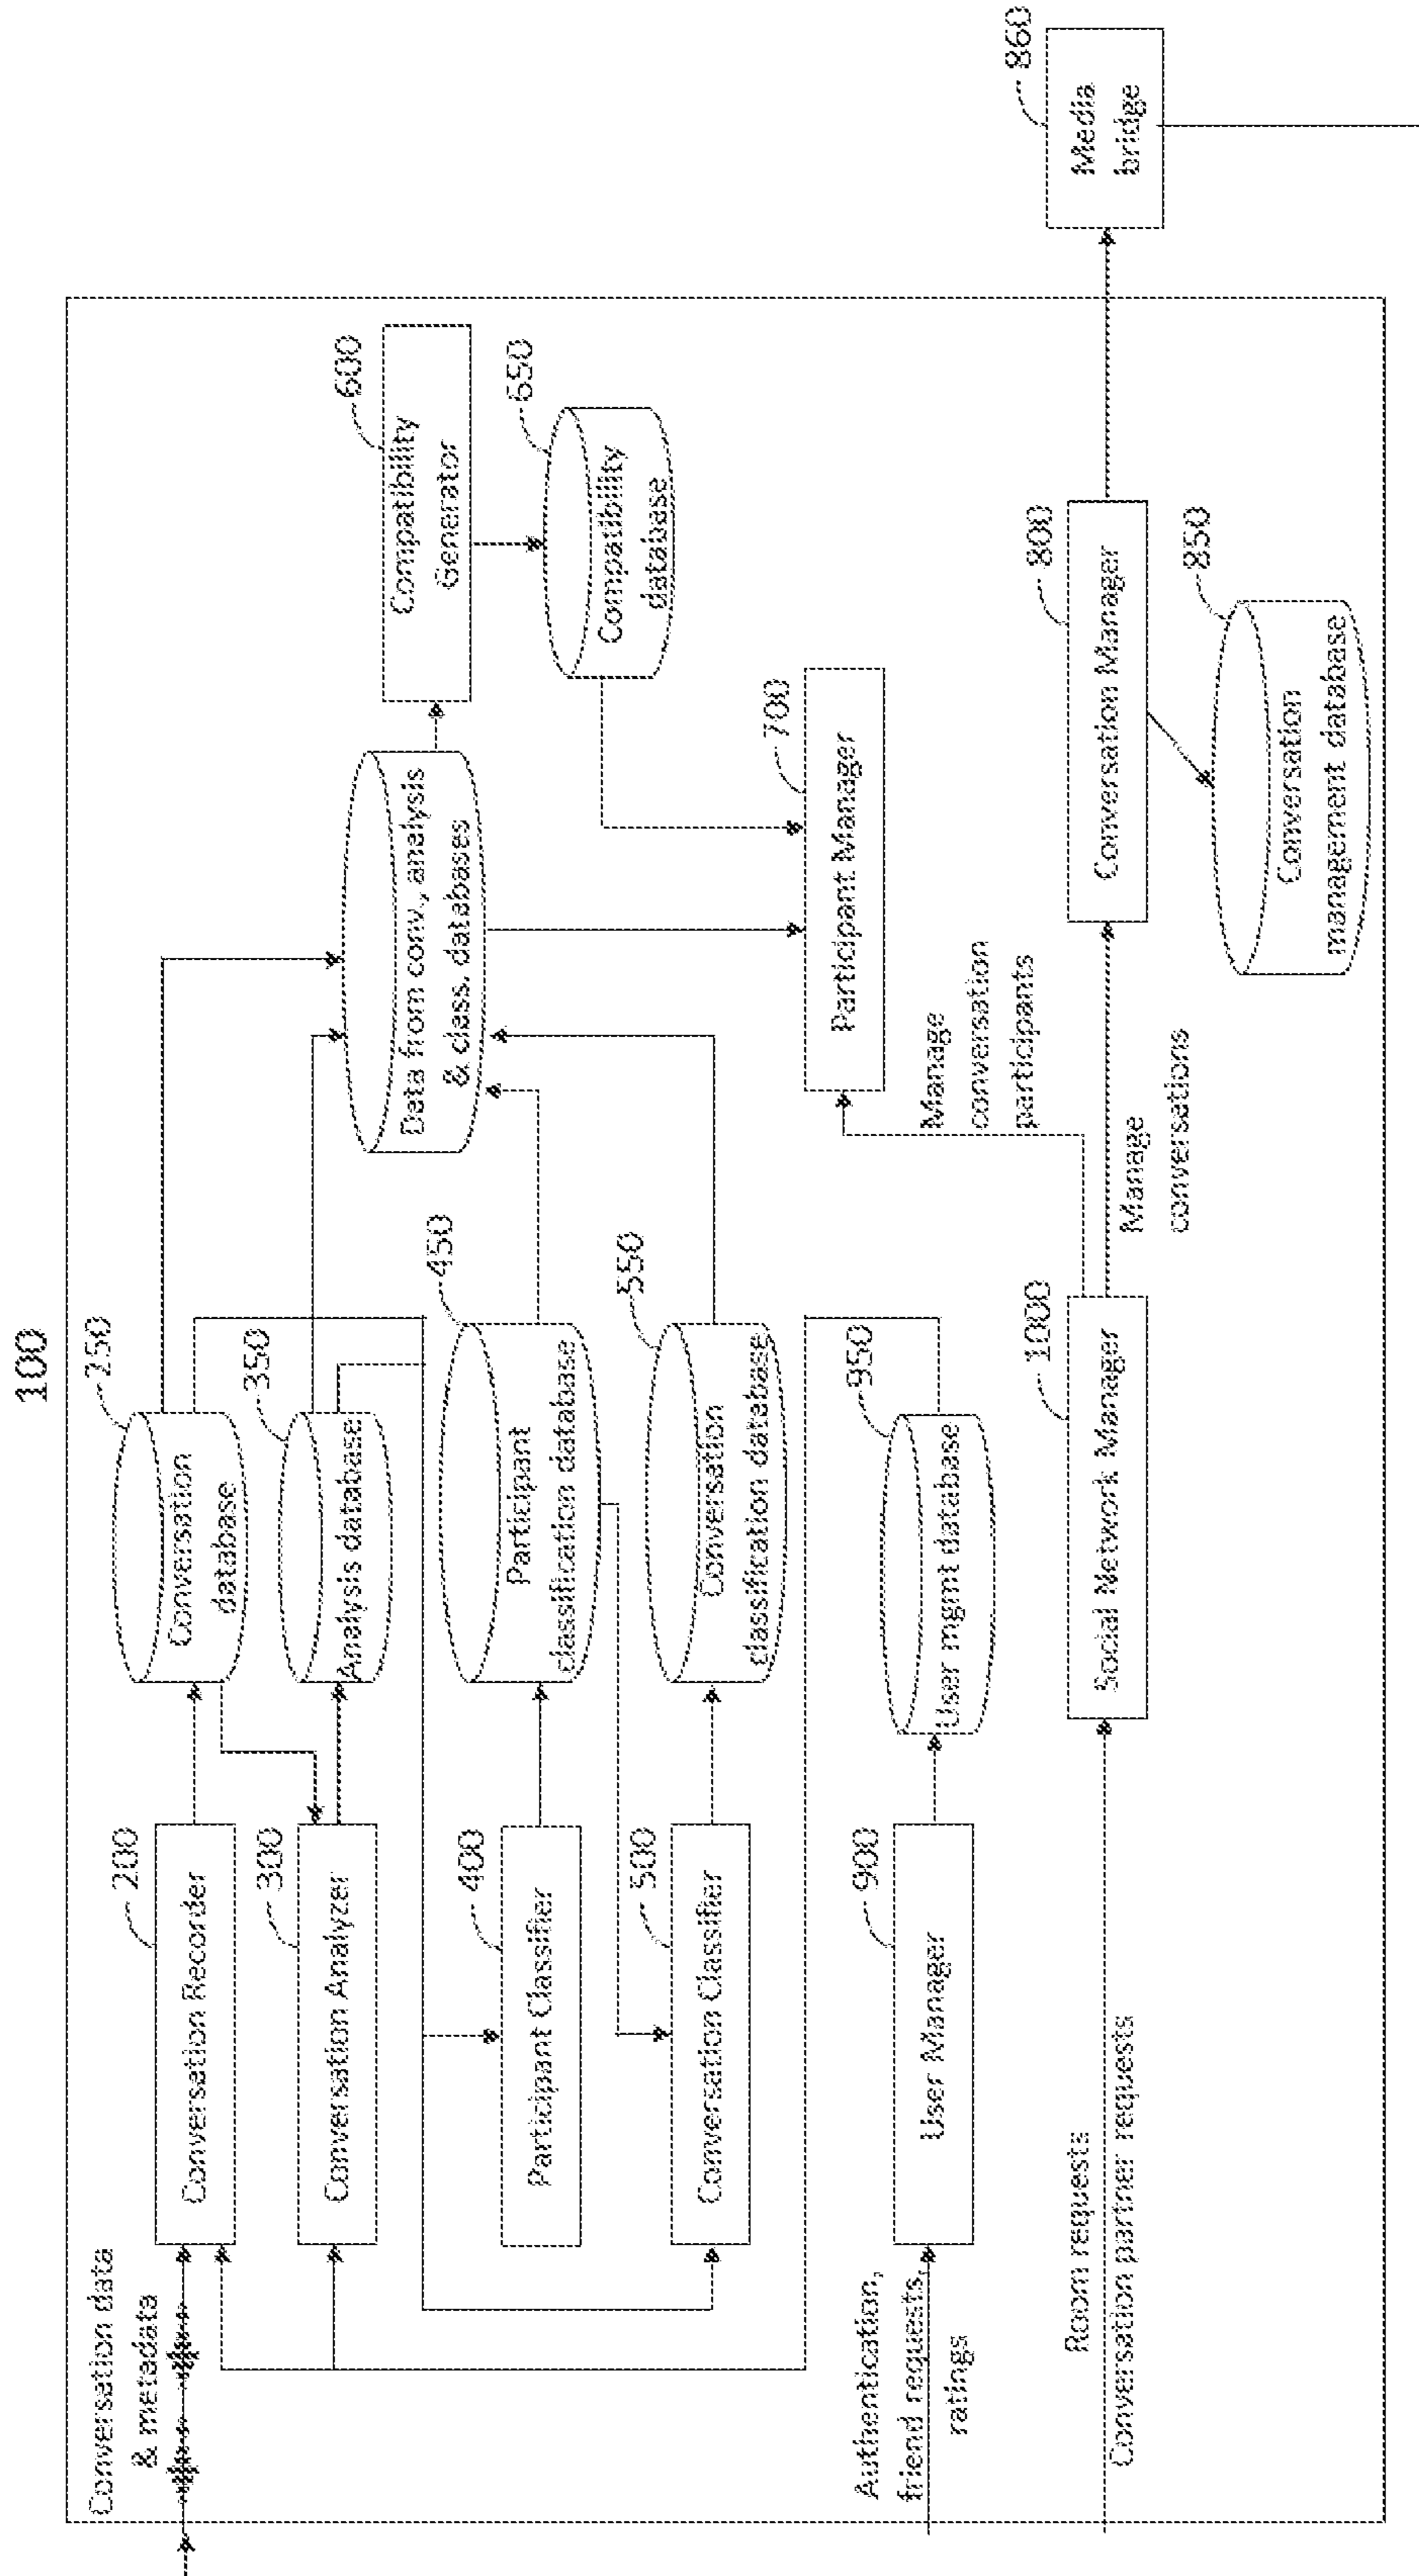 100
Conversation data
& metadata
200
Conversation Recorder
250
Conversation
database
300
Conversation Analyzer
350
Analysis database
400
Participant Classifier
450
Participant
classification database
500
Conversation Classifier
550
Conversation
classification database
Data from conv., analysis
& class. databases
600
Compatibility
Generator
650
Compatibility
database
700
Participant Manager
Authentication,
friend requests,
ratings
900
User Manager
950
User mgmt database
Manage
conversation
participants
Room requests
Conversation partner requests
1000
Social Network Manager
Manage
conversations
800
Conversation Manager
850
Conversation
management database
860
Media
bridge